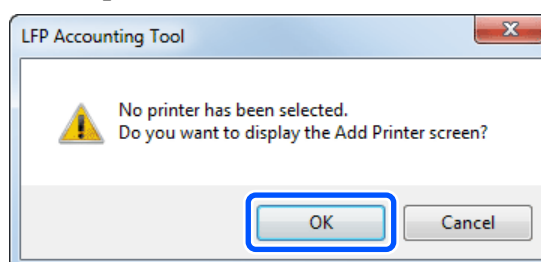 LFP Accounting Tool
No printer has been selected.
Do you want to display the Add Printer screen?
OK
Cancel